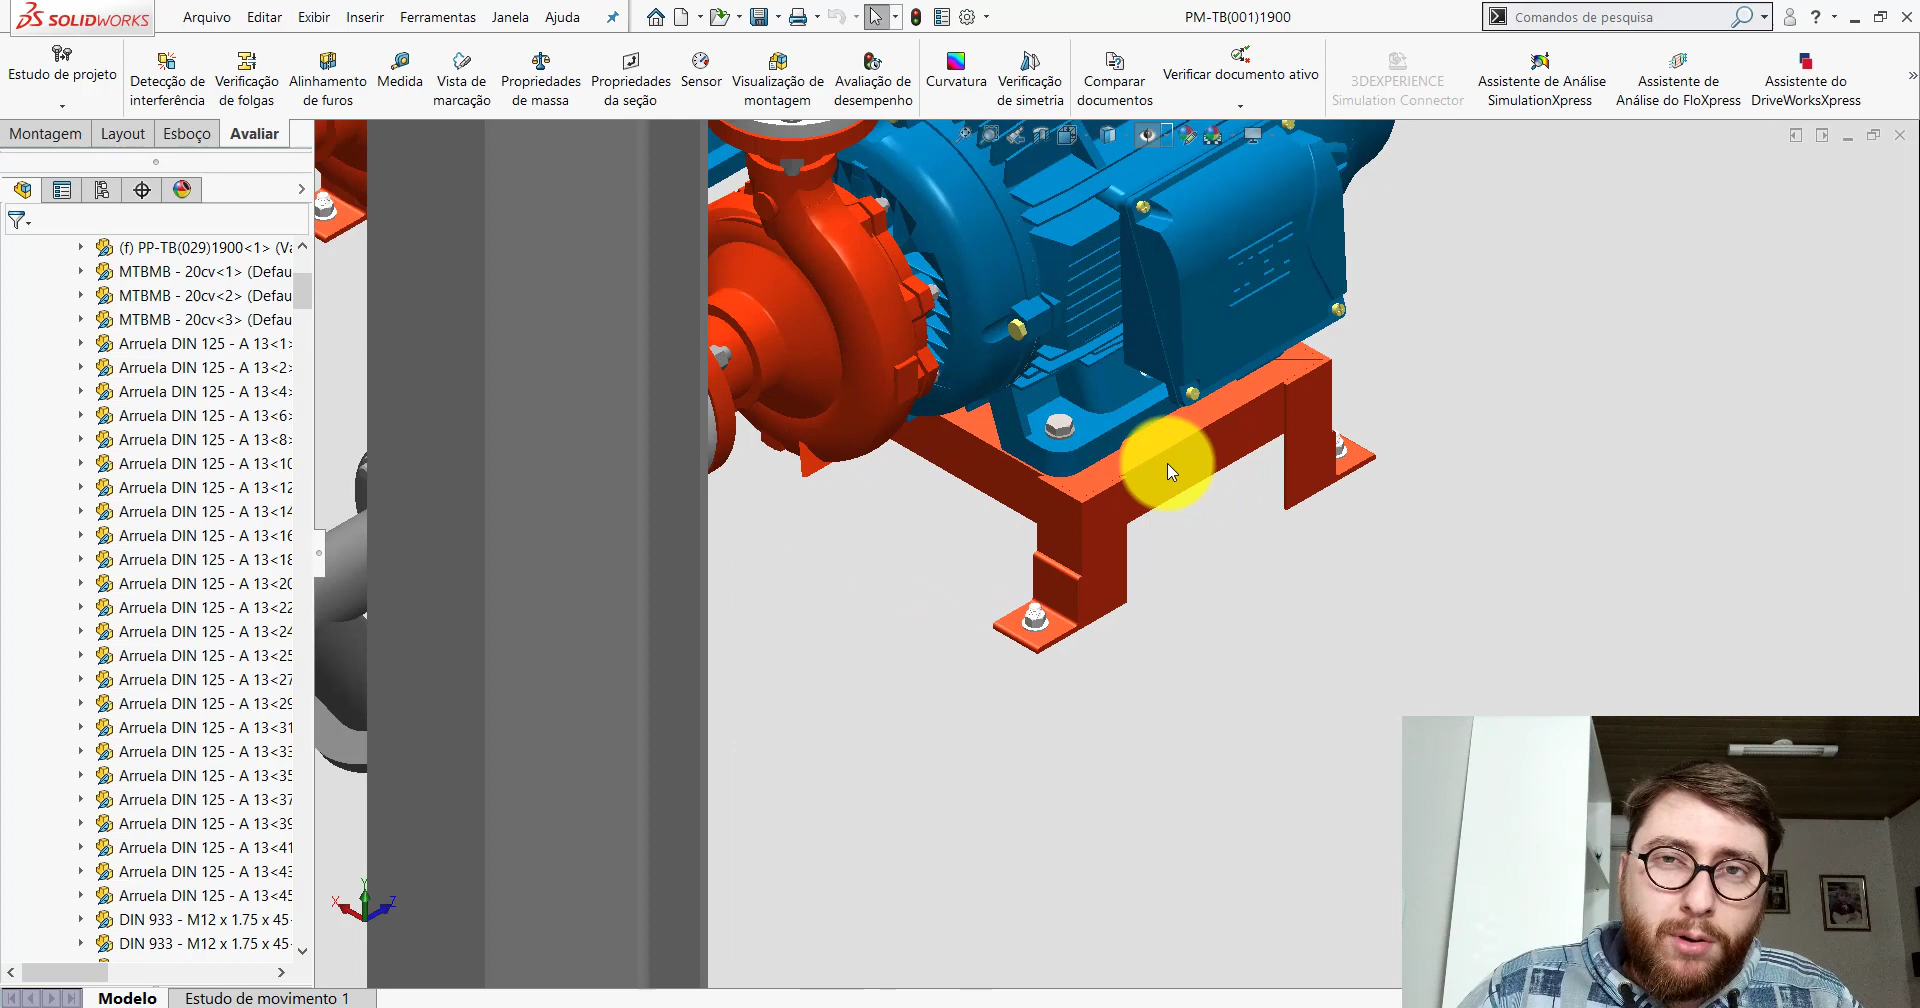 SOLIDWORKS
Arquivo Editar Exibir Inserir Ferramentas Janela Ajuda
PM-TB(001)1900
Comandos de pesquisa
Estudo de projeto
Detecção de interferência
Verificação de folgas
Alinhamento de furos
Medida
Vista de marcação
Propriedades de massa
Propriedades da seção
Sensor
Visualização de montagem
Avaliação de desempenho
Curvatura
Verificação de simetria
Comparar documentos
Verificar documento ativo
3DEXPERIENCE Simulation Connector
Assistente de Análise SimulationXpress
Assistente de Análise do FloXpress
Assistente do DriveWorksXpress
Montagem Layout Esboço Avaliar
(f) PP-TB(029)1900<1> (Va
MTBMB - 20cv<1> (Defau
MTBMB - 20cv<2> (Defau
MTBMB - 20cv<3> (Defau
Arruela DIN 125 - A 13<1>
Arruela DIN 125 - A 13<2>
Arruela DIN 125 - A 13<4>
Arruela DIN 125 - A 13<6>
Arruela DIN 125 - A 13<8>
Arruela DIN 125 - A 13<10
Arruela DIN 125 - A 13<12
Arruela DIN 125 - A 13<14
Arruela DIN 125 - A 13<16
Arruela DIN 125 - A 13<18
Arruela DIN 125 - A 13<20
Arruela DIN 125 - A 13<22
Arruela DIN 125 - A 13<24
Arruela DIN 125 - A 13<25
Arruela DIN 125 - A 13<27
Arruela DIN 125 - A 13<29
Arruela DIN 125 - A 13<31
Arruela DIN 125 - A 13<33
Arruela DIN 125 - A 13<35
Arruela DIN 125 - A 13<37
Arruela DIN 125 - A 13<39
Arruela DIN 125 - A 13<41
Arruela DIN 125 - A 13<43
Arruela DIN 125 - A 13<45
DIN 933 - M12 x 1.75 x 45
DIN 933 - M12 x 1.75 x 45
X Y Z
Modelo Estudo de movimento 1